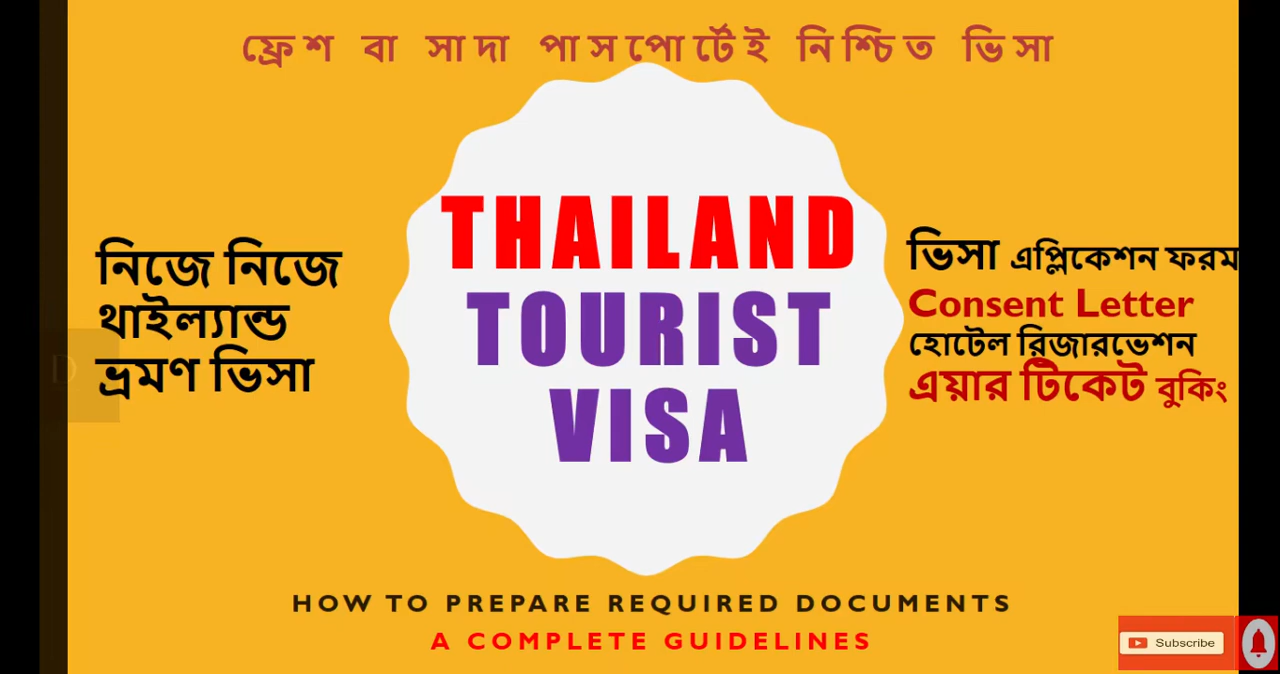 ফ্রেশ বা সাদা পাসপোর্টেই নিশ্চিত ভিসা
নিজে নিজে
থাইল্যান্ড
ভ্রমণ ভিসা
THAILAND
TOURIST
VISA
ভিসা এপ্লিকেশন ফরম
Consent Letter
হোটেল রিজারভেশন
এয়ার টিকেট বুকিং
HOW TO PREPARE REQUIRED DOCUMENTS
A COMPLETE GUIDELINES
Subscribe